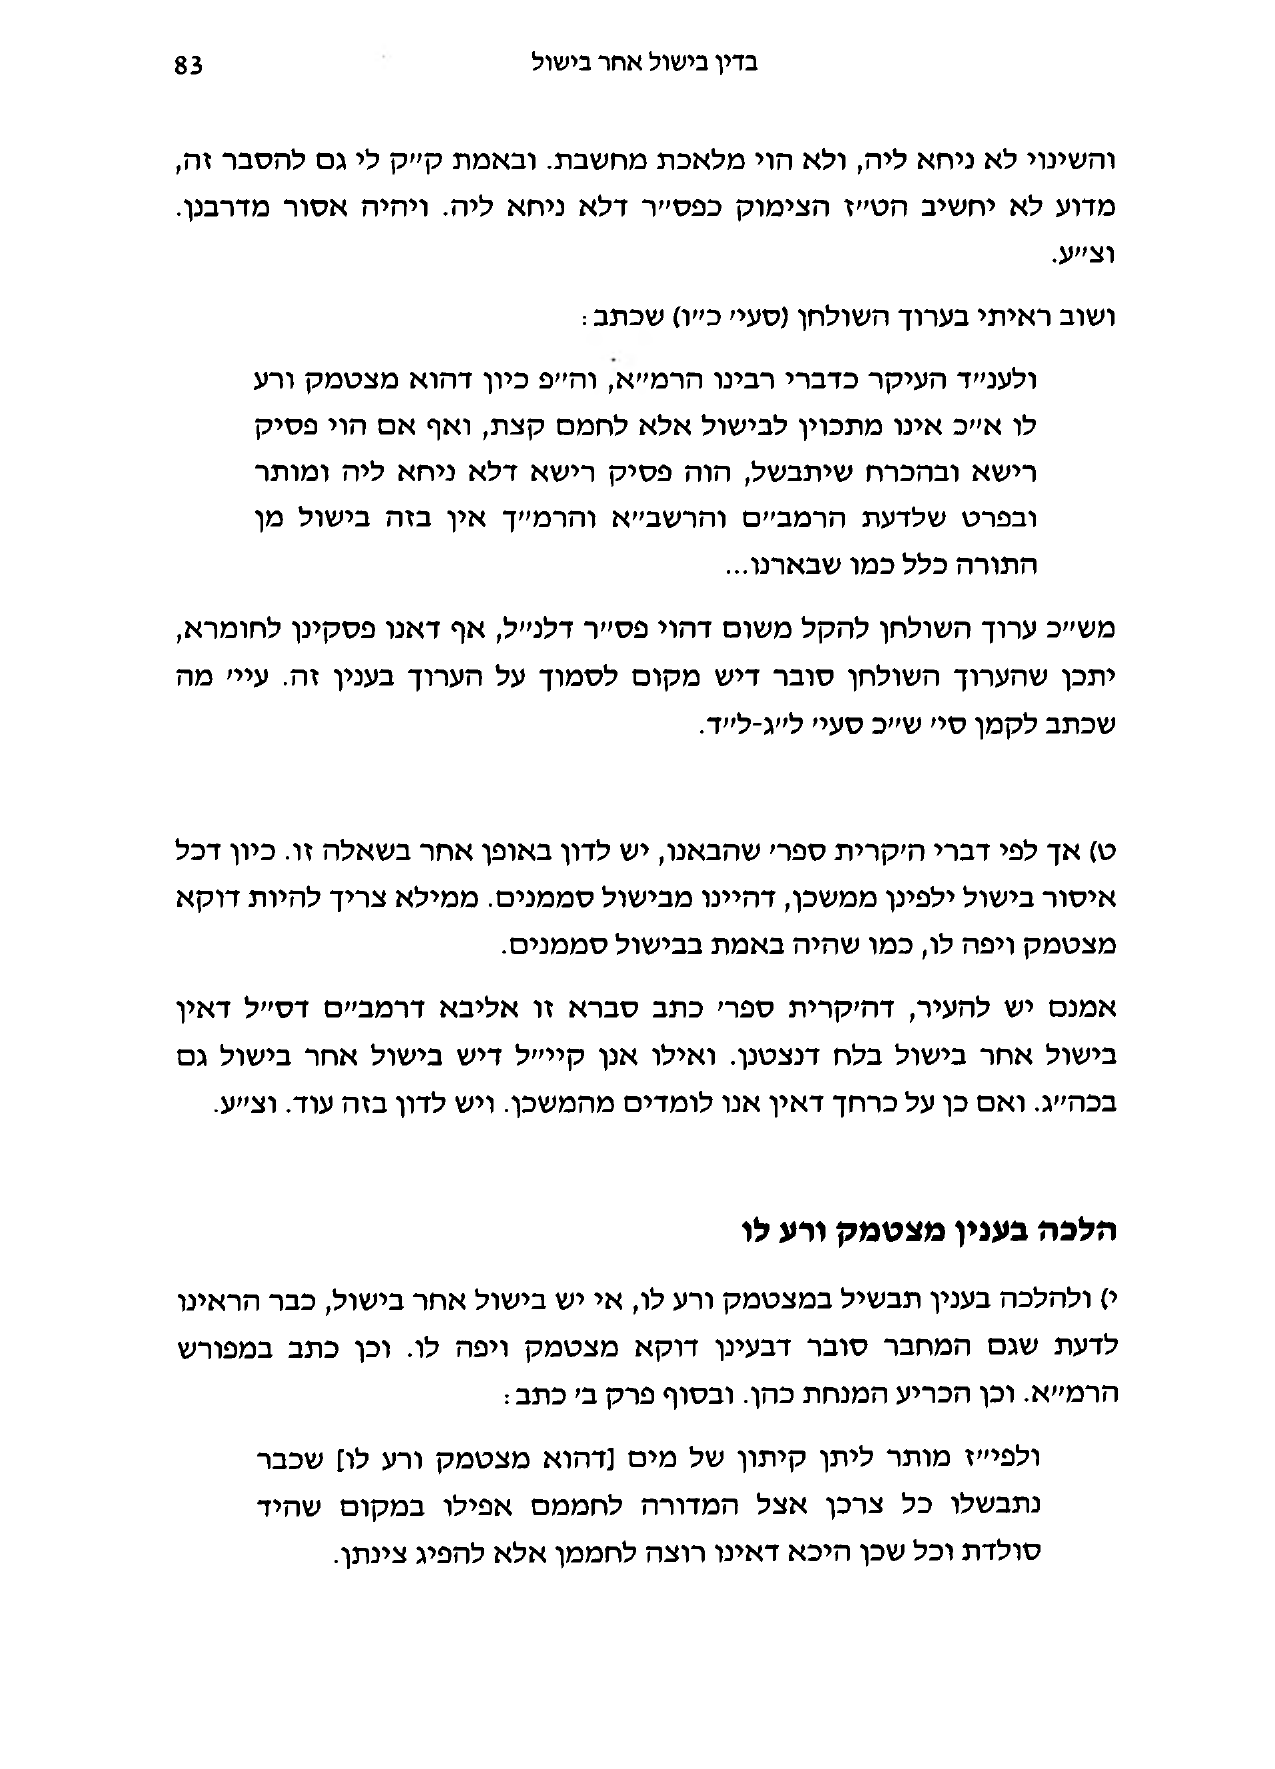 בדין בישול אחר בישול
83
והשינוי לא ניחא ליה, ולא הוי מלאכת מחשבת. ובאמת ק״ק לי גם להסבר זה,
מדוע לא יחשיב הט״ז הצימוק כפס״ר דלא ניחא ליה. ויהיה אסור מדרבנן.
וצ״ע.
ושוב ראיתי בערוך השולחן (סעי׳ כ״ו) שכתב:
ולענ״ד העיקר כדברי רבינו הרמ״א, וה״פ כיון דהוא מצטמק ורע
לו א״כ אינו מתכוין לבישול אלא לחמם קצת, ואף אם הוי פסיק
רישא ובהכרח שיתבשל, הוה פסיק רישא דלא ניחא ליה ומותר
ובפרט שלדעת הרמב״ם והרשב״א והרמ״ך אין בזה בישול מן
התורה כלל כמו שבארנו...
מש״כ ערוך השולחן להקל משום דהוי פס״ר דלנ״ל, אף דאנו פסקינן לחומרא,
יתכן שהערוך השולחן סובר דיש מקום לסמוך על הערוך בענין זה. עיי׳ מה
שכתב לקמן סי׳ ש״כ סעי׳ ל״ג-ל״ד.
ט) אך לפי דברי ה׳קרית ספר׳ שהבאנו, יש לדון באופן אחר בשאלה זו. כיון דכל
איסור בישול ילפינן ממשכן, דהיינו מבישול סממנים. ממילא צריך להיות דוקא
מצטמק ויפה לו, כמו שהיה באמת בבישול סממנים.
אמנם יש להעיר, דה׳קרית ספר׳ כתב סברא זו אליבא דרמב״ם דס״ל דאין
בישול אחר בישול בלח דנצטנן. ואילו אנן קיי״ל דיש בישול אחר בישול גם
בכה״ג. ואם כן על כרחך דאין אנו לומדים מהמשכן. ויש לדון בזה עוד. וצ״ע.
הלכה בענין מצטמק ורע לו
י) ולהלכה בענין תבשיל במצטמק ורע לו, אי יש בישול אחר בישול, כבר הראינו
לדעת שגם המחבר סובר דבעינן דוקא מצטמק ויפה לו. וכן כתב במפורש
הרמ״א. וכן הכריע המנחת כהן. ובסוף פרק ב׳ כתב:
ולפי״ז מותר ליתן קיתון של מים [דהוא מצטמק ורע לו] שכבר
נתבשלו כל צרכן אצל המדורה לחממם אפילו במקום שהיד
סולדת וכל שכן היכא דאינו רוצה לחממן אלא להפיג צינתן.